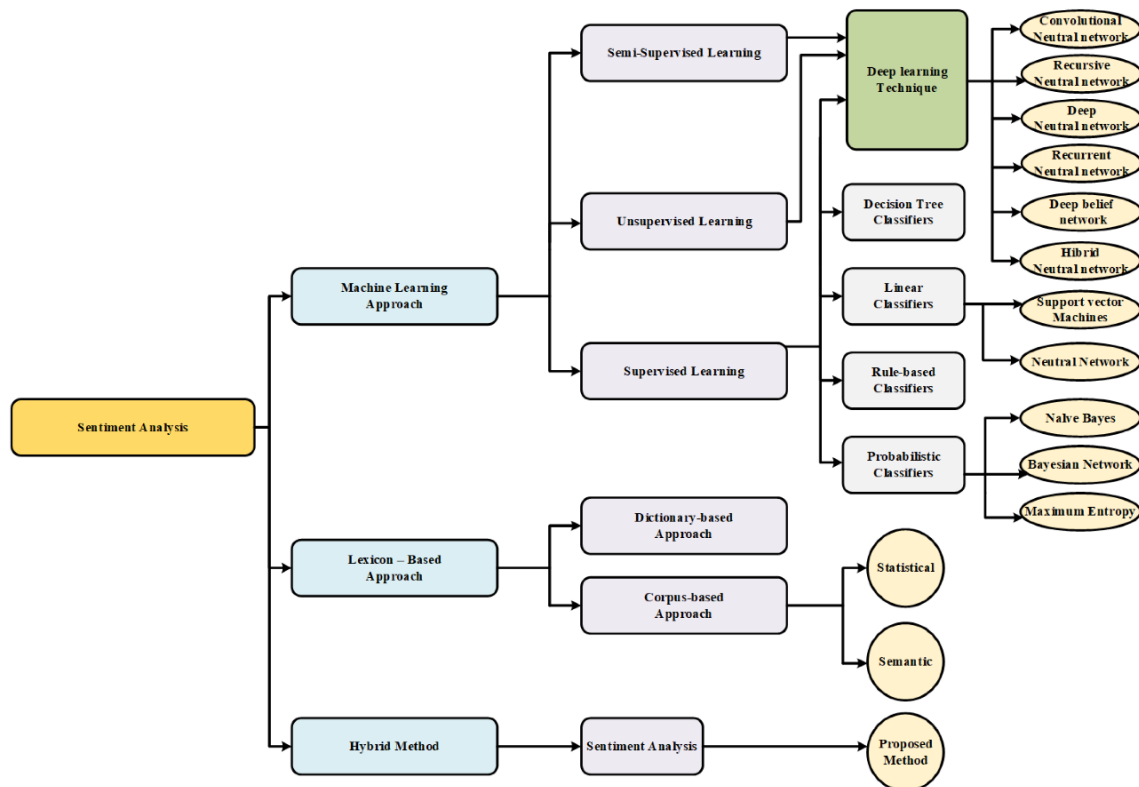 Sentiment Analysis
Machine Learning
Approach
Lexicon – Based
Approach
Hybrid Method
Semi-Supervised Learning
Unsupervised Learning
Supervised Learning
Dictionary-based
Approach
Corpus-based
Approach
Sentiment Analysis
Deep learning
Technique
Decision Tree
Classifiers
Linear
Classifiers
Rule-based
Classifiers
Probabilistic
Classifiers
Statistical
Semantic
Proposed
Method
Convolutional
Neutral network
Recursive
Neutral network
Deep
Neutral network
Recurrent
Neutral network
Deep belief
network
Hibrid
Neutral network
Support vector
Machines
Neutral Network
Nalve Bayes
Bayesian Network
Maximum Entropy